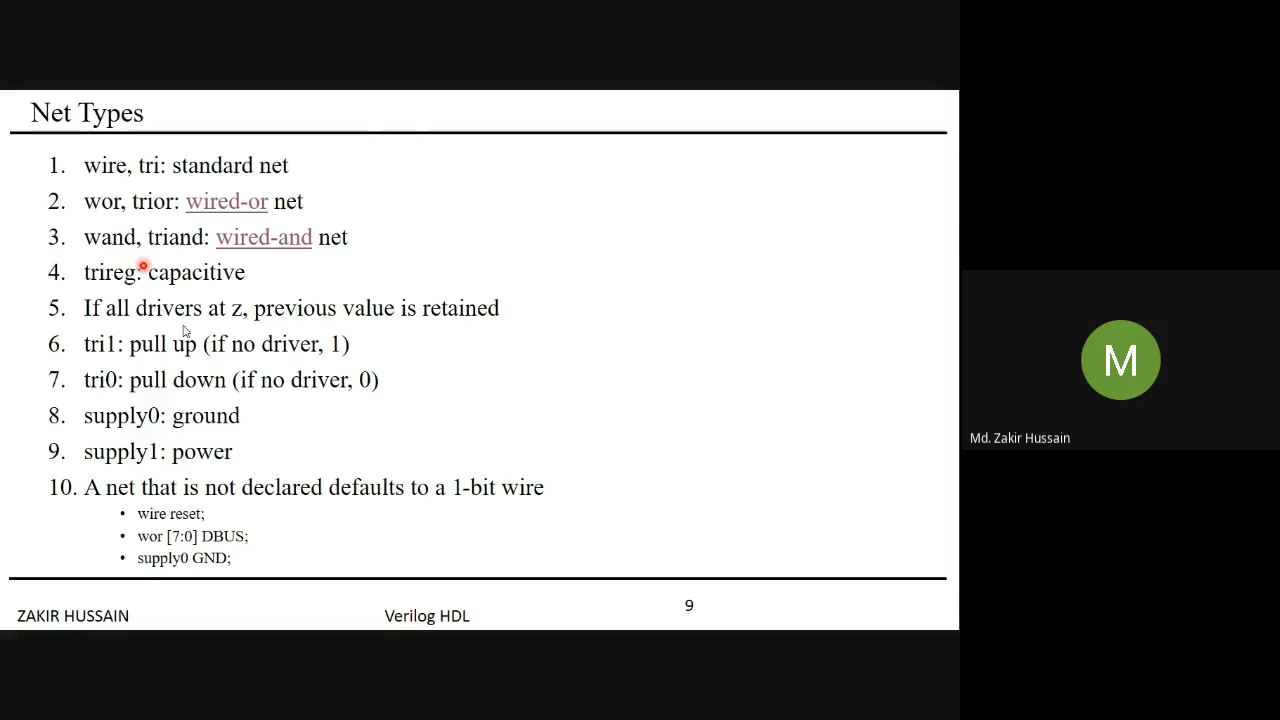 Net Types
1. wire, tri: standard net
2. wor, trior: wired-or net
3. wand, triand: wired-and net
4. trireg: capacitive
5. If all drivers at z, previous value is retained
6. tri1: pull up (if no driver, 1)
7. tri0: pull down (if no driver, 0)
8. supply0: ground
9. supply1: power
10. A net that is not declared defaults to a 1-bit wire
• wire reset;
• wor [7:0] DBUS;
• supply0 GND;
ZAKIR HUSSAIN Verilog HDL 9
M
Md. Zakir Hussain